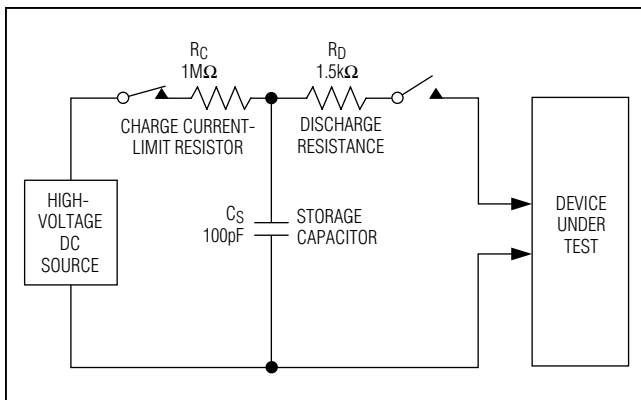 RC
1MΩ
CHARGE CURRENT-
LIMIT RESISTOR
RD
1.5kΩ
DISCHARGE
RESISTANCE
HIGH-
VOLTAGE
DC
SOURCE
CS
100pF
STORAGE
CAPACITOR
DEVICE
UNDER
TEST